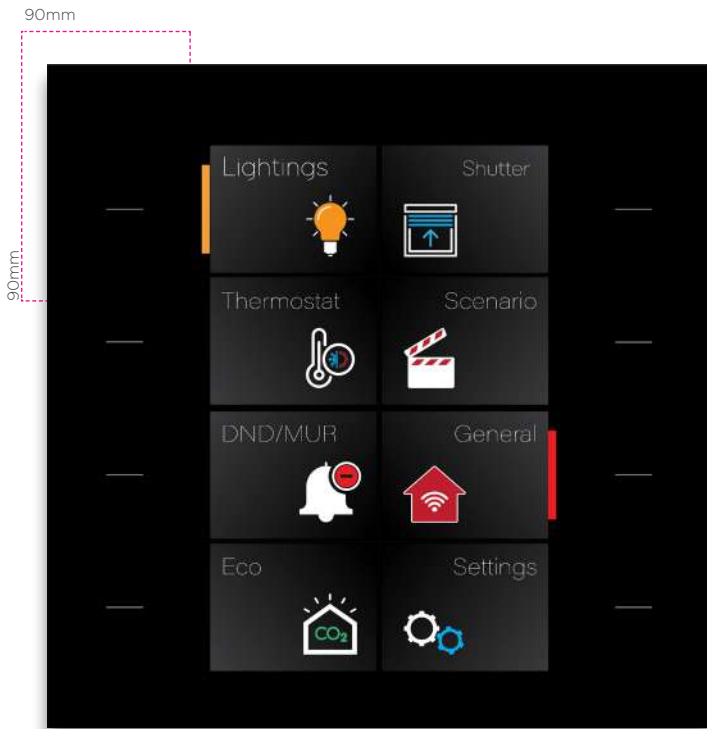 90mm
90mm
Lightings
Shutter
Thermostat
Scenario
DND/MUR
General
Eco
CO₂
Settings